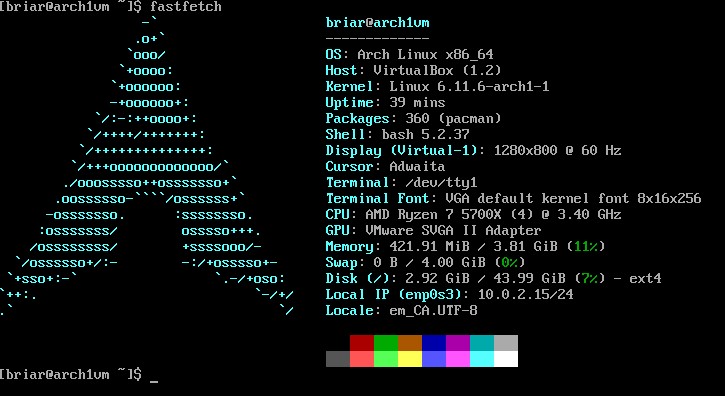 [briar@arch1vm ~]$ fastfetch
                  -`                     briar@arch1vm
                 .o+`                    -------------
                `ooo/                    OS: Arch Linux x86_64
               `+oooo:                   Host: VirtualBox (1.2)
              `+oooooo:                  Kernel: Linux 6.11.6-arch1-1
              -+oooooo+:                 Uptime: 39 mins
            `/:-:++oooo+:                Packages: 360 (pacman)
           `/++++/+++++++:               Shell: bash 5.2.37
          `/++++++++++++++:              Display (Virtual-1): 1280x800 @ 60 Hz
         `/+++ooooooooooooo/`            Cursor: Adwaita
        ./ooosssso++osssssso+`           Terminal: /dev/tty1
       .oossssso-````/ossssss+`          Terminal Font: VGA default kernel font 8x16x256
      -osssssso.      :ssssssso.         CPU: AMD Ryzen 7 5700X (4) @ 3.40 GHz
     :osssssss/        osssso+++.        GPU: VMware SVGA II Adapter
    /ossssssss/        +ssssooo/-        Memory: 421.91 MiB / 3.81 GiB (11%)
  `/ossssso+/:-        -:/+osssso+-      Swap: 0 B / 4.00 GiB (0%)
 `+sso+:-`                 `.-/+oso:     Disk (/): 2.92 GiB / 43.99 GiB (7%) - ext4
`++:.                           `-/+/    Local IP (enp0s3): 10.0.2.15/24
.`                                 `/    Locale: em_CA.UTF-8
[briar@arch1vm ~]$ _